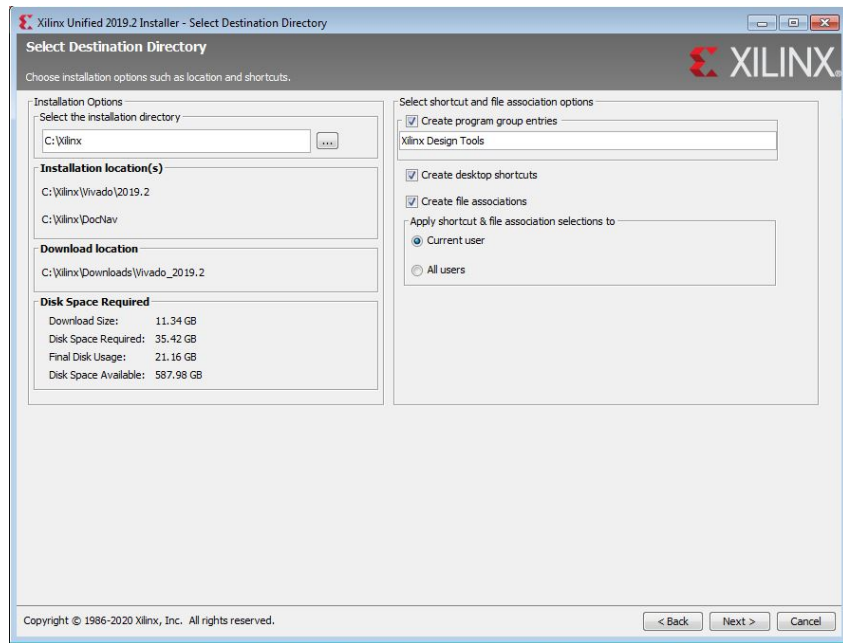 Xilinx Unified 2019.2 Installer - Select Destination Directory
Select Destination Directory
Choose installation options such as location and shortcuts.
XILINX.
Installation Options
Select the installation directory
C:\Xilinx
...
Installation location(s)
C:\Xilinx\Vivado\2019.2
C:\Xilinx\DocNav
Download location
C:\Xilinx\Downloads\Vivado_2019.2
Disk Space Required
Download Size: 11.34 GB
Disk Space Required: 35.42 GB
Final Disk Usage: 21.16 GB
Disk Space Available: 587.98 GB
Select shortcut and file association options
Create program group entries
Xilinx Design Tools
Create desktop shortcuts
Create file associations
Apply shortcut & file association selections to
Current user
All users
Copyright © 1986-2020 Xilinx, Inc. All rights reserved.
< Back Next > Cancel